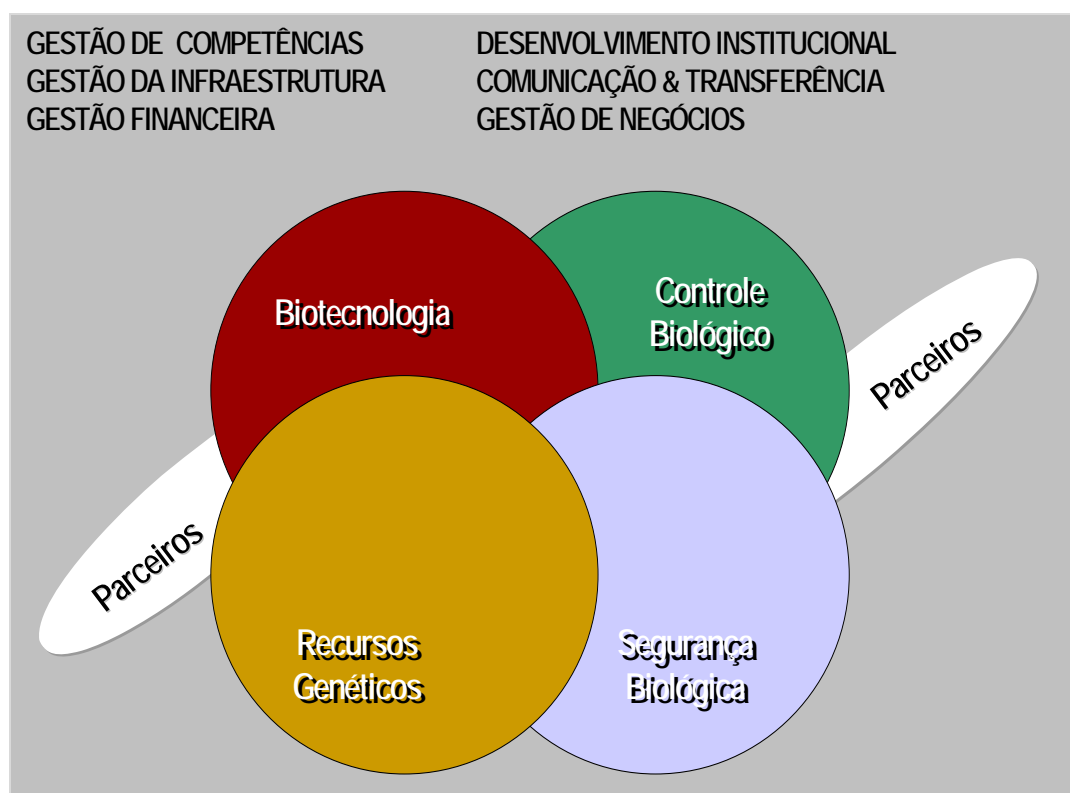 GESTÃO DE COMPETÊNCIAS
GESTÃO DA INFRAESTRUTURA
GESTÃO FINANCEIRA
DESENVOLVIMENTO INSTITUCIONAL
COMUNICAÇÃO & TRANSFERÊNCIA
GESTÃO DE NEGÓCIOS
Biotecnologia
Controle
Biológico
Parceiros
Parceiros
Recursos
Genéticos
Segurança
Biológica